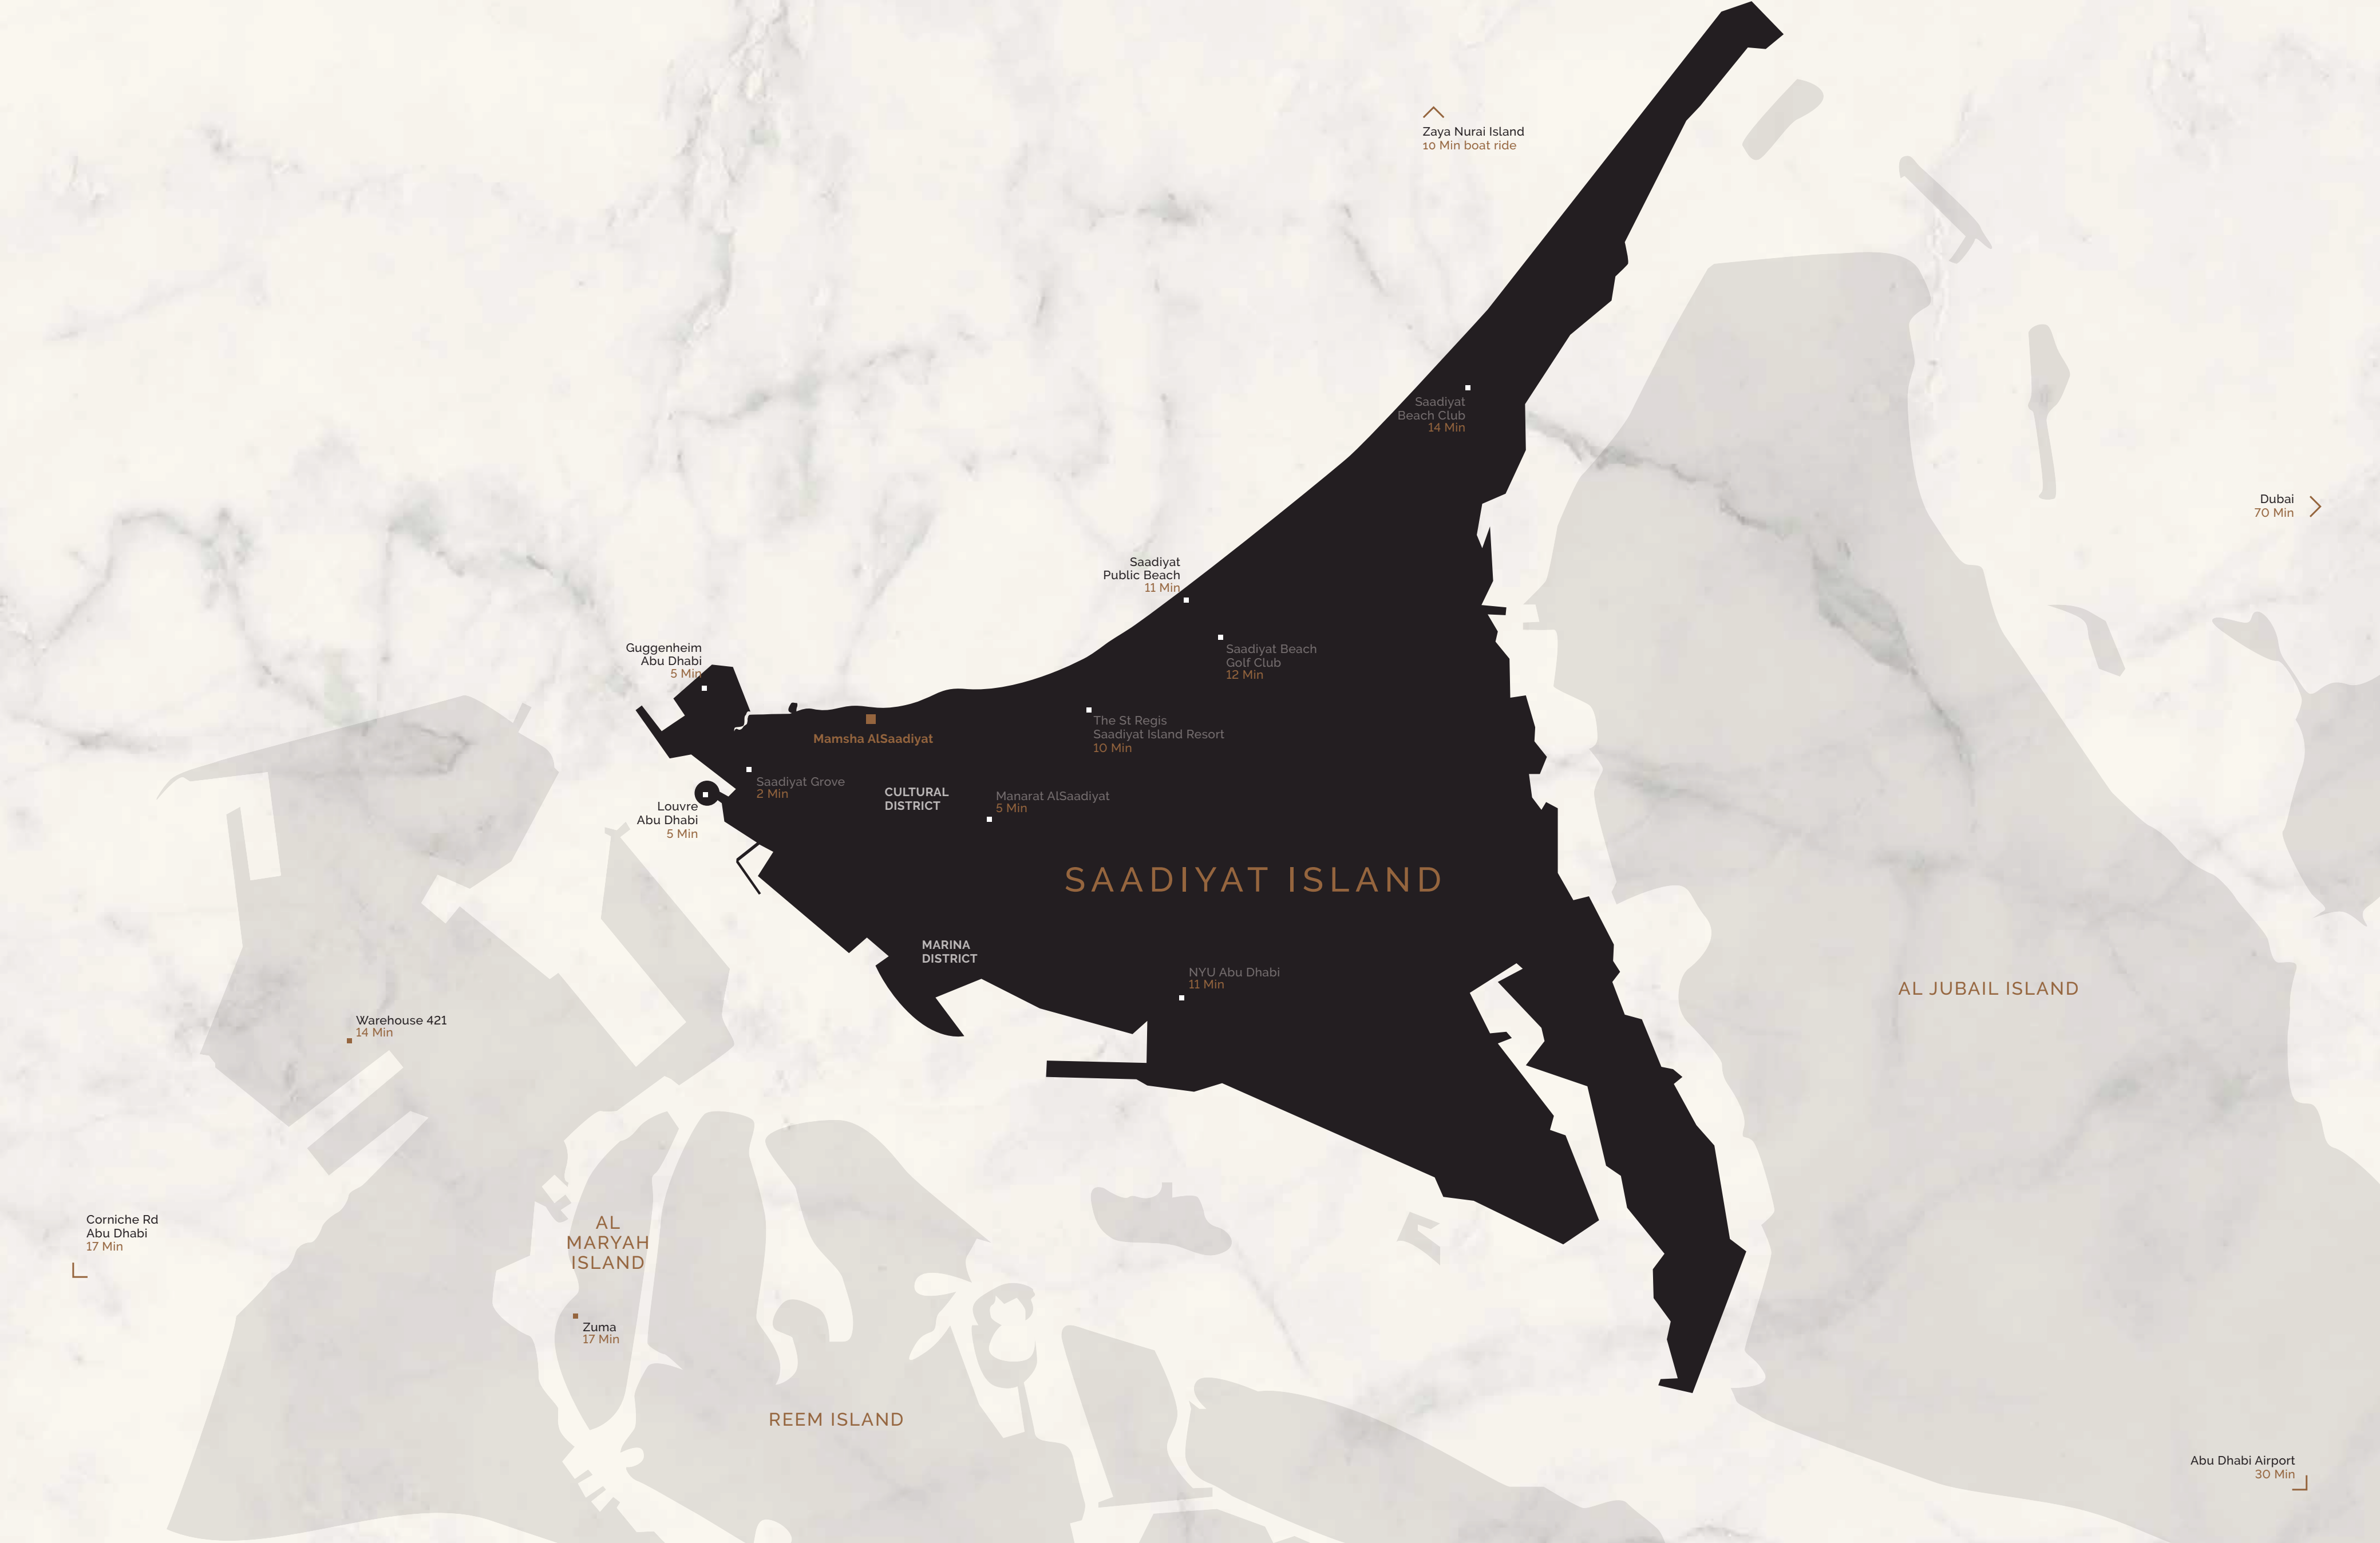 Zaya Nurai Island
10 Min boat ride
Saadiyat
Beach Club
14 Min
Dubai
70 Min
Saadiyat
Public Beach
11 Min
Guggenheim
Abu Dhabi
5 Min
Saadiyat Beach
Golf Club
12 Min
The St Regis
Saadiyat Island Resort
10 Min
Mamsha AlSaadiyat
Saadiyat Grove
2 Min
CULTURAL
DISTRICT
Manarat AlSaadiyat
5 Min
Louvre
Abu Dhabi
5 Min
SAADIYAT ISLAND
MARINA
DISTRICT
NYU Abu Dhabi
11 Min
AL JUBAIL ISLAND
Warehouse 421
14 Min
Corniche Rd
Abu Dhabi
17 Min
AL
MARYAH
ISLAND
Zuma
17 Min
REEM ISLAND
Abu Dhabi Airport
30 Min